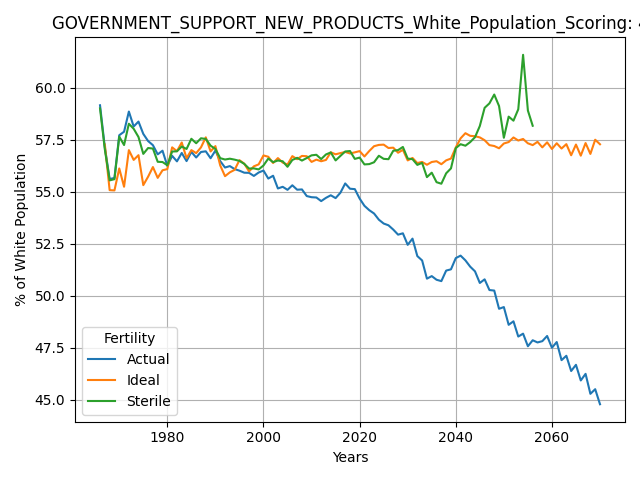 GOVERNMENT_SUPPORT_NEW_PRODUCTS_White_Population_Scoring:
% of White Population
60.0
57.5
55.0
52.5
50.0
47.5
45.0
Fertility
Actual
Ideal
Sterile
1980
2000
2020
2040
2060
Years